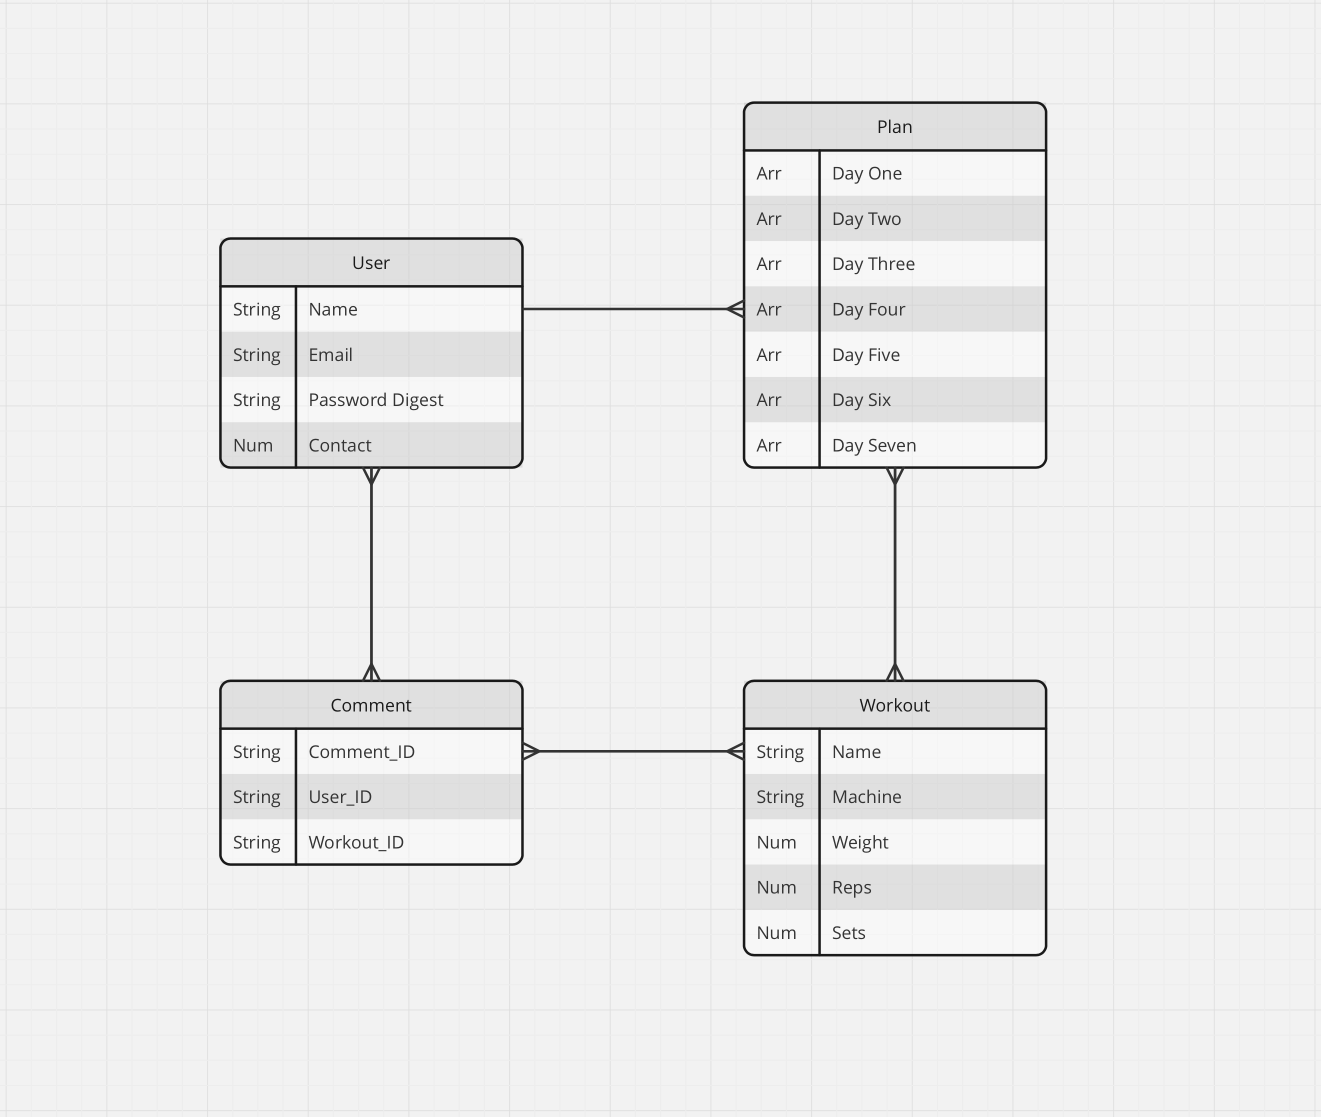 User
String Name
String Email
String Password Digest
Num Contact
Plan
Arr Day One
Arr Day Two
Arr Day Three
Arr Day Four
Arr Day Five
Arr Day Six
Arr Day Seven
Comment
String Comment_ID
String User_ID
String Workout_ID
Workout
String Name
String Machine
Num Weight
Num Reps
Num Sets